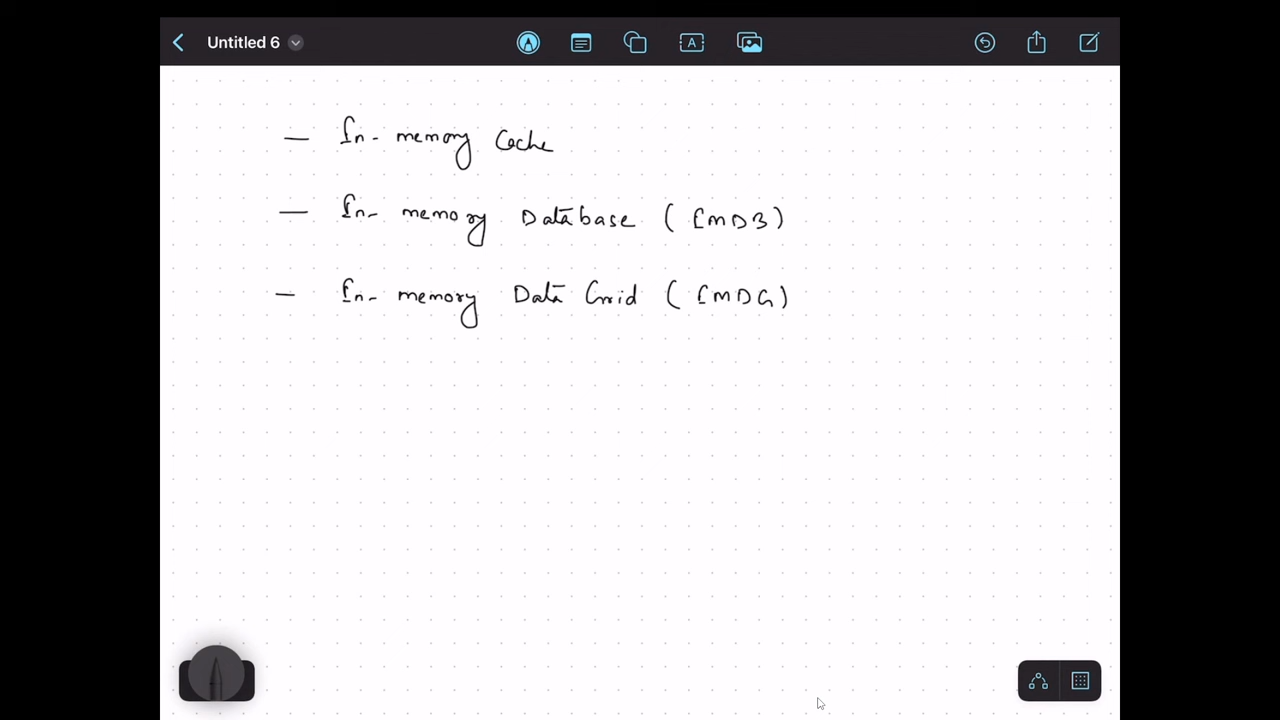 Untitled 6
A
— In-memory Cache
— In-memory Database (IMDB)
- In-memory Data Grid (IMDG)